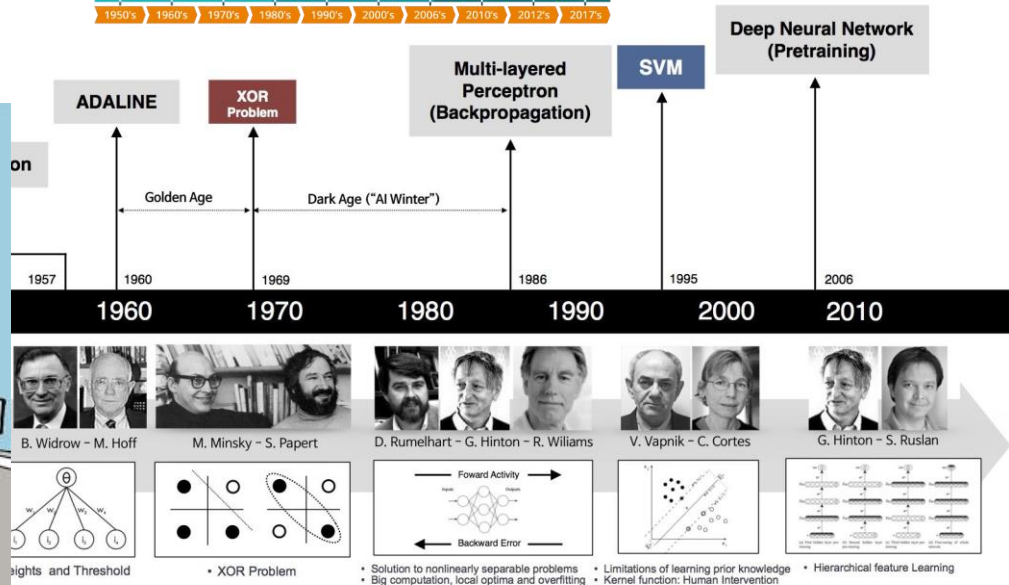 1950's 1960's 1970's 1980's 1990's 2000's 2006's 2010's 2012's 2017's
Deep Neural Network
(Pretraining)
Multi-layered
Perceptron
(Backpropagation)
SVM
ADALINE
XOR
Problem
on
Golden Age
Dark Age ("AI Winter")
1957 1960 1969 1986 1995 2006
1960 1970 1980 1990 2000 2010
B. Widrow – M. Hoff
M. Minsky – S. Papert
D. Rumelhart – G. Hinton – R. Wiliams
V. Vapnik – C. Cortes
G. Hinton – S. Ruslan
θ
Foward Activity
Inputs
Outputs
Backward Error
eights and Threshold
• XOR Problem
• Solution to nonlinearly separable problems
• Big computation, local optima and overfitting
• Limitations of learning prior knowledge
• Kernel function: Human Intervention
• Hierarchical feature Learning